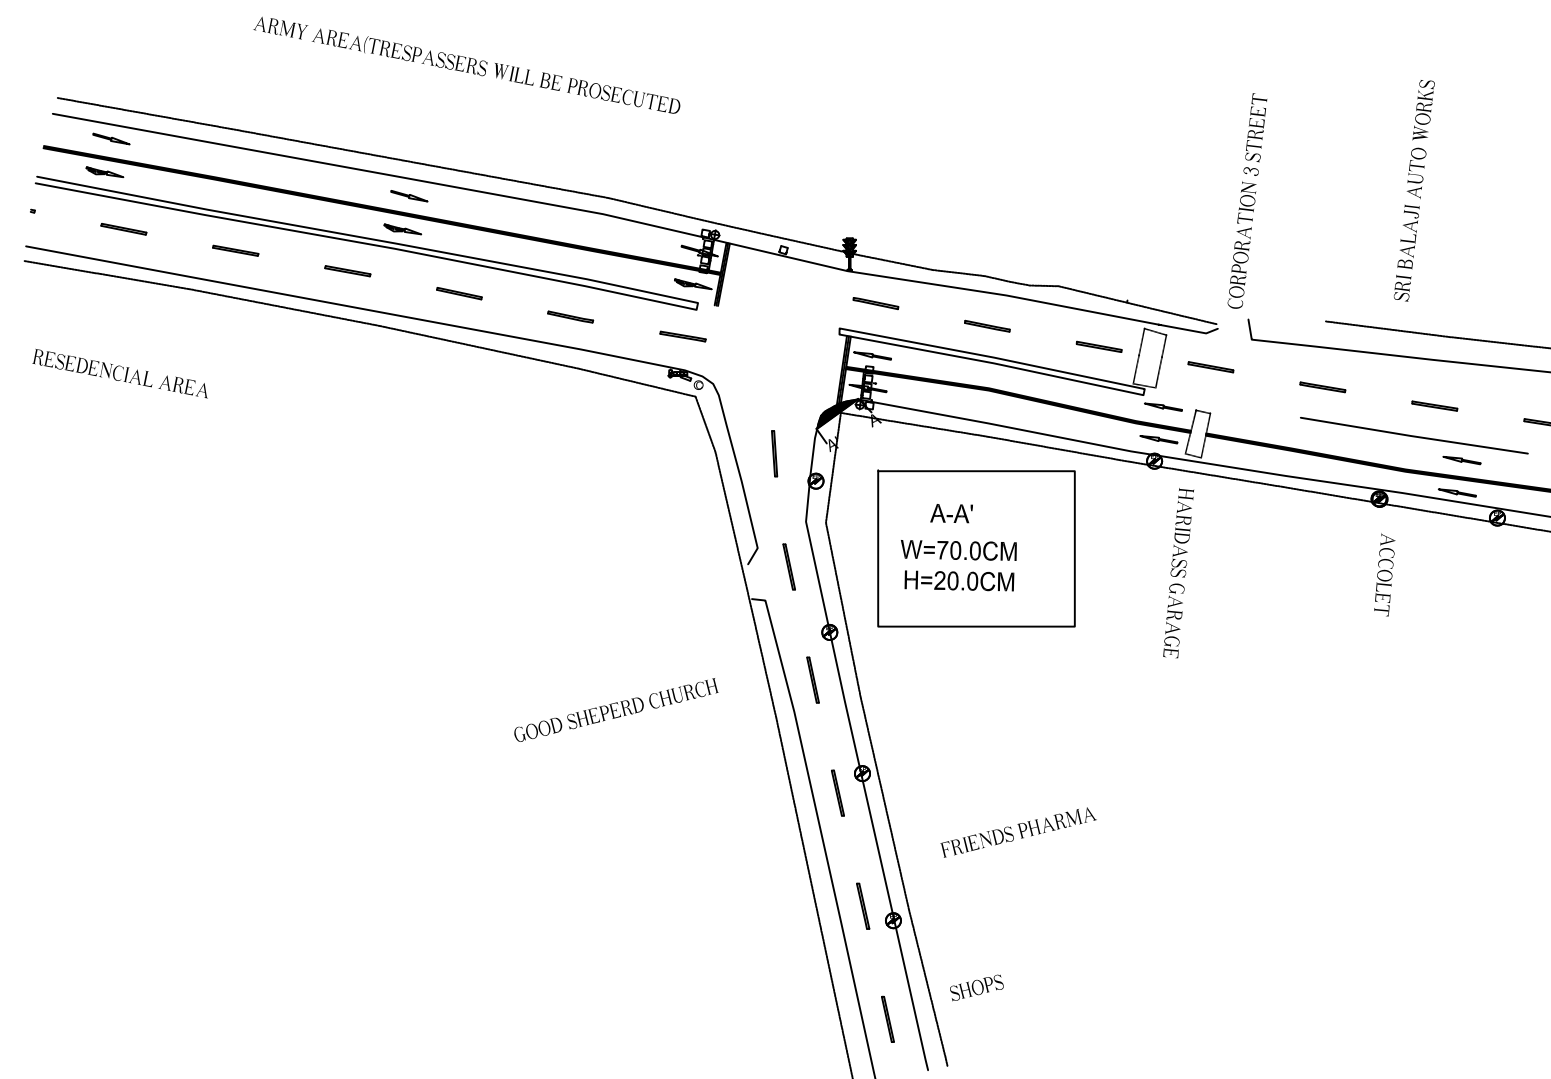 ARMY AREA(TRESPASSERS WILL BE PROSECUTED
CORPORATION 3 STREET
SRI BALAJI AUTO WORKS
RESEDENCIAL AREA
A
A'
A-A'
W=70.0CM
H=20.0CM
HARIDASS GARAGE
ACCOLET
GOOD SHEPERD CHURCH
FRIENDS PHARMA
SHOPS